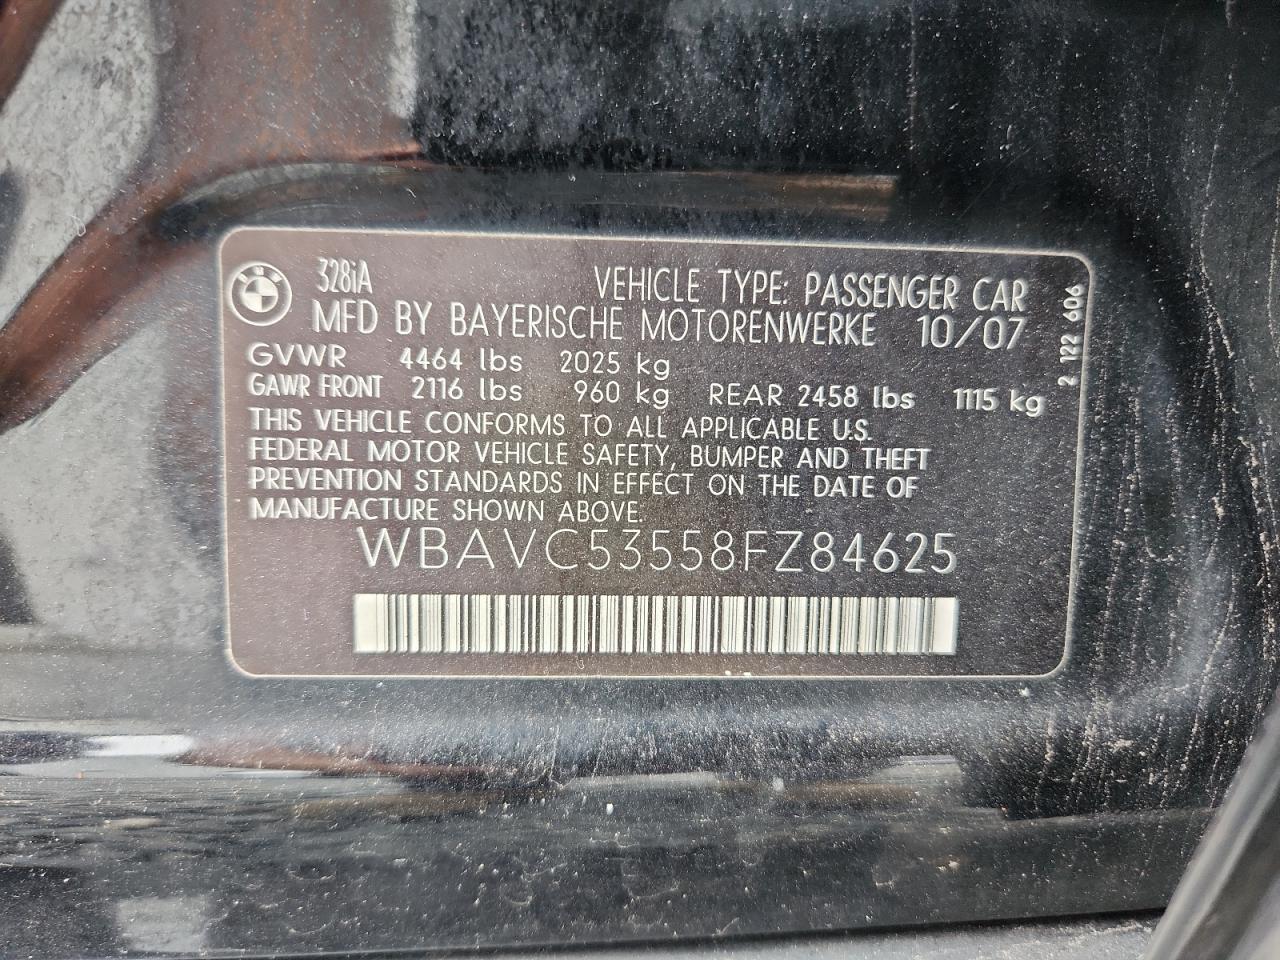 328iA
VEHICLE TYPE: PASSENGER CAR
MFD BY BAYERISCHE MOTORENWERKE 10/07
GVWR 4464 lbs 2025 kg
GAWR FRONT 2116 lbs 960 kg REAR 2458 lbs 1115 kg
THIS VEHICLE CONFORMS TO ALL APPLICABLE U.S.
FEDERAL MOTOR VEHICLE SAFETY, BUMPER AND THEFT
PREVENTION STANDARDS IN EFFECT ON THE DATE OF
MANUFACTURE SHOWN ABOVE.
WBAVC53558FZ84625
2 122 606